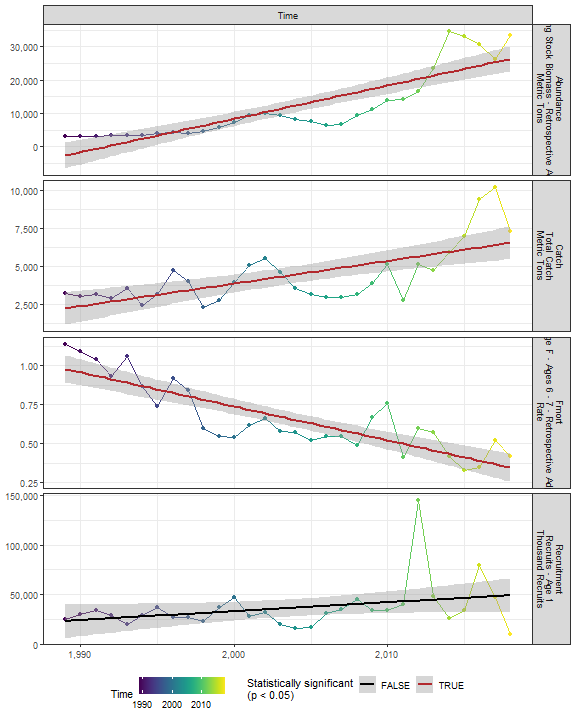 Time
30,000
20,000
10,000
0
Abundance
ng Stock Biomass - Retrospective A
Metric Tons
10,000
7,500
5,000
2,500
Catch
Total Catch
Metric Tons
1.00
0.75
0.50
0.25
Fmort
ge F - Ages 6 - 7 - Retrospective Ad
Rate
150,000
100,000
50,000
0
Recruitment
Recruits - Age 1
Thousand Recruits
1,990
2,000
2,010
Time
1990 2000 2010
Statistically significant
(p < 0.05)
FALSE
TRUE